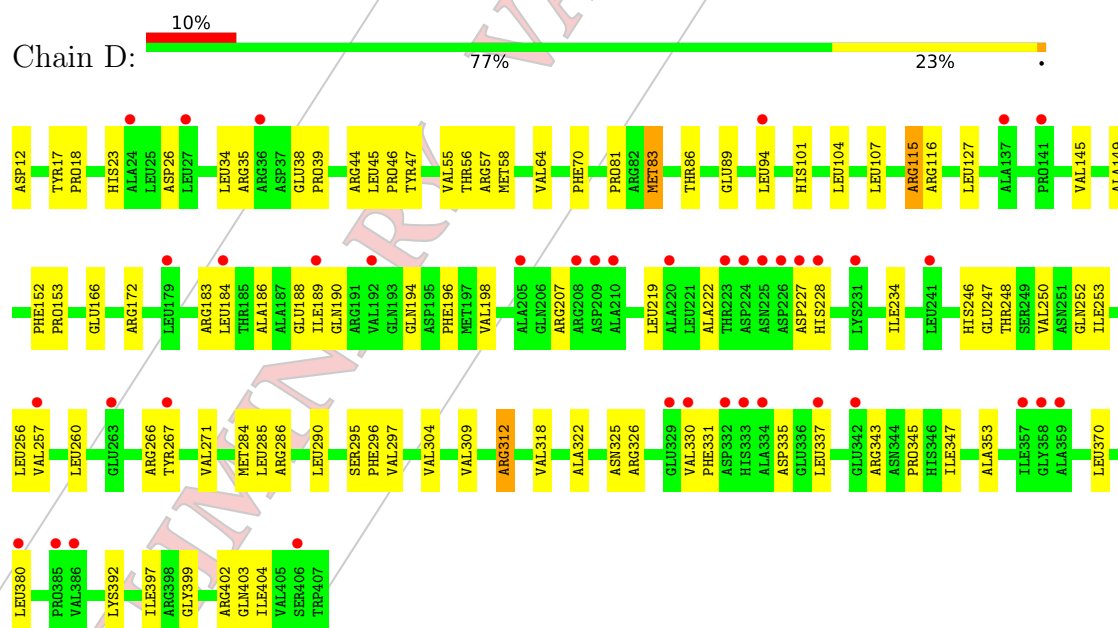 10%
Chain D:
77% 23% •
ASP12 TYR17 PRO18 HIS23 ALA24 LEU25 ASP26 LEU27 LEU34 ARG35 ARG36 ASP37 GLU38 PRO39 ARG44 LEU45 PRO46 TYR47 VAL55 THR56 ARG57 MET58 VAL64 PHE70 PRO81 ARG82 MET83 THR86 GLU89 LEU94 HIS101 LEU104 LEU107 ARG115 ARG116 LEU127 ALA137 PRO141 VAL145
PHE152 PRO153 GLU166 ARG172 LEU179 ARG183 LEU184 THR185 ALA186 ALA187 GLU188 ILE189 GLN190 ARG191 VAL192 GLN193 GLN194 ASP195 PHE196 MET197 VAL198 ALA205 GLN206 ARG207 ARG208 ASP209 ALA210 LEU219 ALA220 LEU221 ALA222 THR223 ASP224 ASN225 ASP226 ASP227 HIS228 LYS231 ILE234 LEU241 HIS246 GLU247 THR248 SER249 VAL250 ASN251 GLN252 ILE253
LEU256 VAL257 LEU260 GLU263 ARG266 TYR267 VAL271 MET284 LEU285 ARG286 LEU290 SER295 PHE296 VAL297 VAL304 VAL309 ARG312 VAL318 ALA322 ASN325 ARG326 GLU329 VAL330 PHE331 ASP332 HIS333 ALA334 ASP335 GLU336 LEU337 GLU342 ARG343 ASN344 PRO345 HIS346 ILE347 ALA353 ILE357 GLY358 ALA359 LEU370
LEU380 PRO385 VAL386 LYS392 ILE397 ARG398 GLY399 ARG402 GLN403 ILE404 VAL405 SER406 TRP407